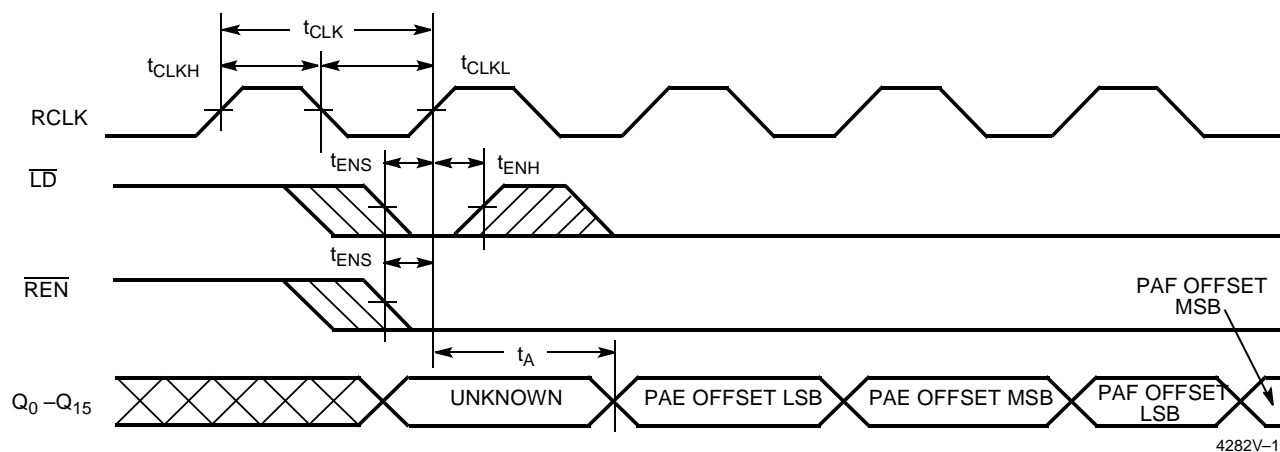 tCLK
tCLKH
tCLKL
RCLK
tENS
tENH
LD
tENS
REN
PAF OFFSET
MSB
tA
Q0 –Q15
UNKNOWN
PAE OFFSET LSB
PAE OFFSET MSB
PAF OFFSET
LSB
4282V–1